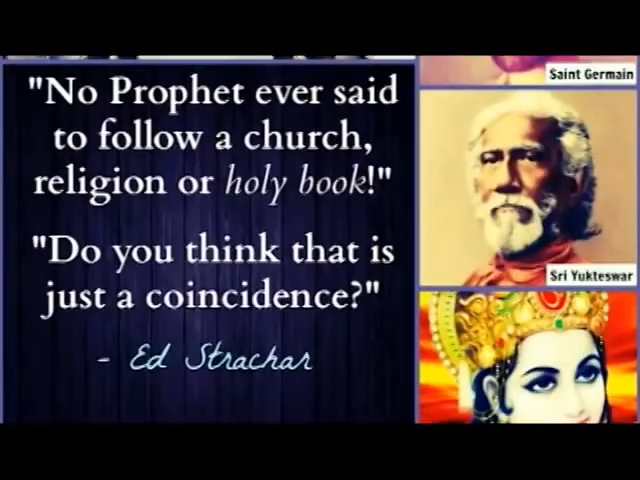 "No Prophet ever said
to follow a church,
religion or holy book!"
"Do you think that is
just a coincidence?"
- Ed Strachar
Saint Germain
Sri Yukteswar